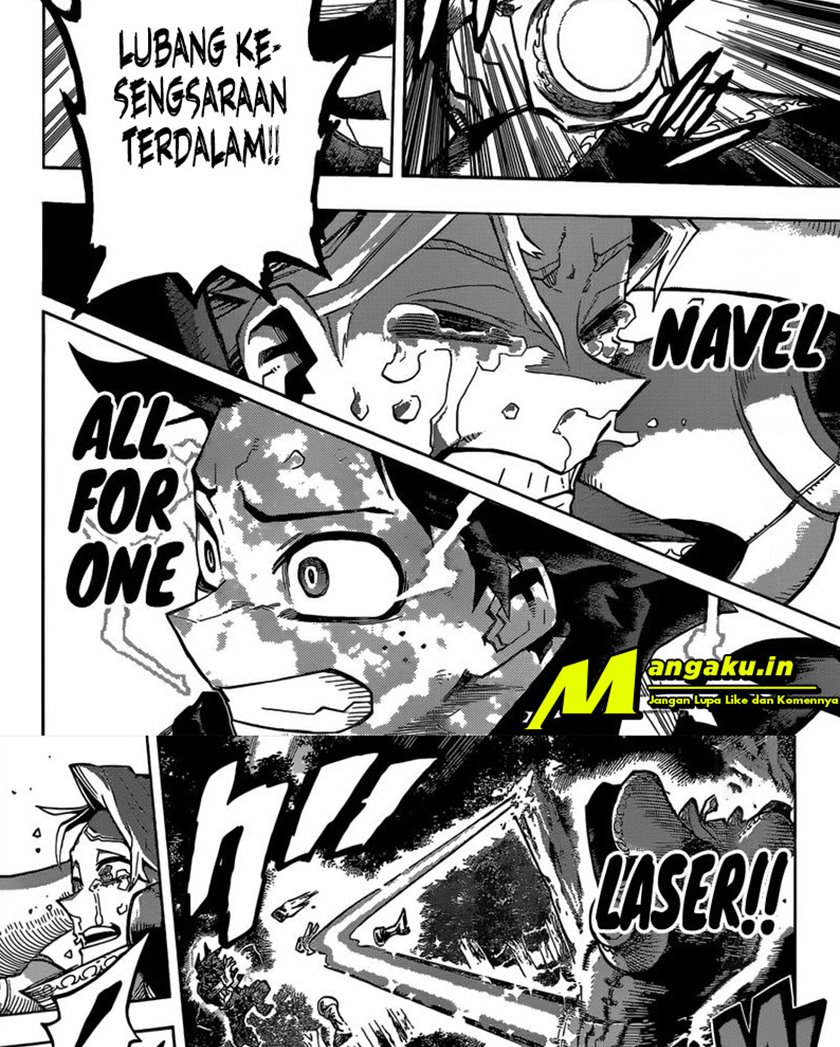 LUBANG KE-
SENGSARAAN
TERDALAM!!
NAVEL
ALL
FOR
ONE
Mangaku.in
Jangan Lupa Like dan Komennya
LASER!!